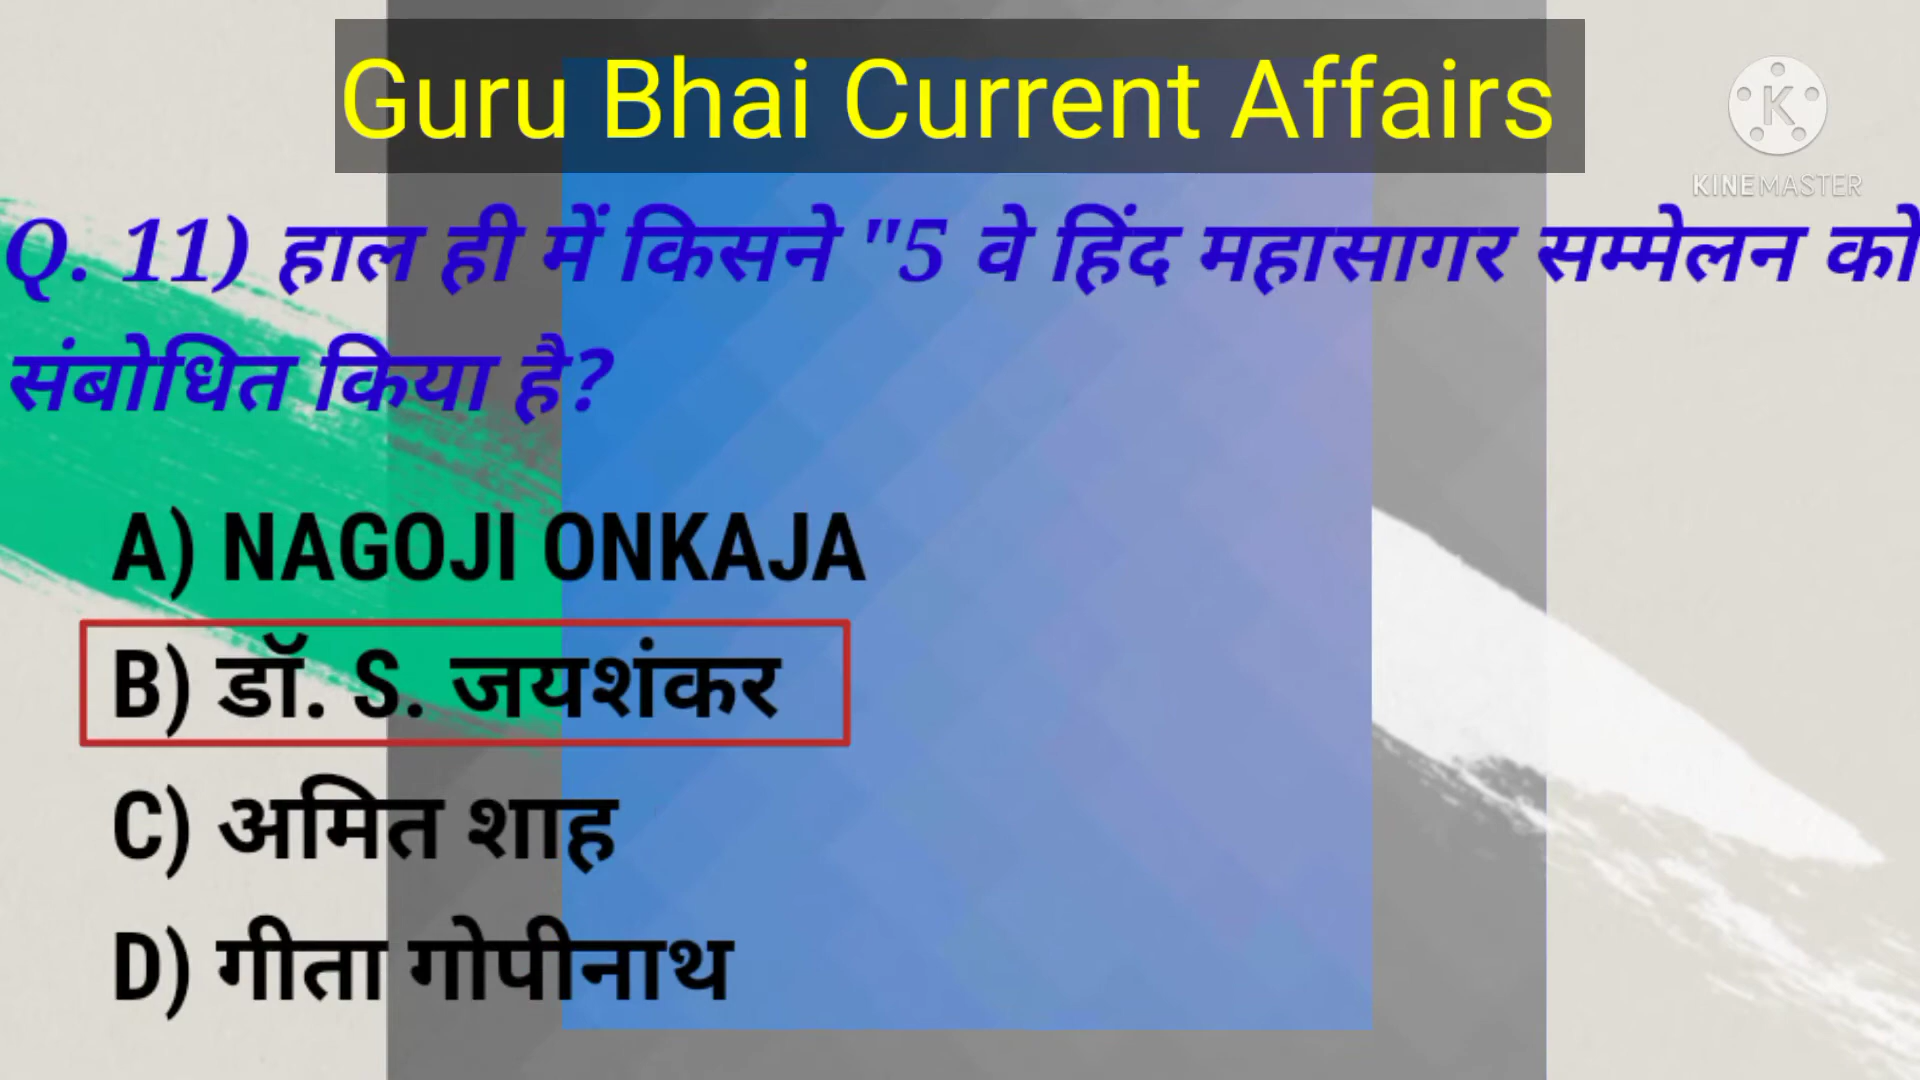 Guru Bhai Current Affairs
KINEMASTER
Q. 11) हाल ही में किसने "5 वे हिंद महासागर सम्मेलन को
संबोधित किया है?
A) NAGOJI ONKAJA
B) डॉ. S. जयशंकर
C) अमित शाह
D) गीता गोपीनाथ